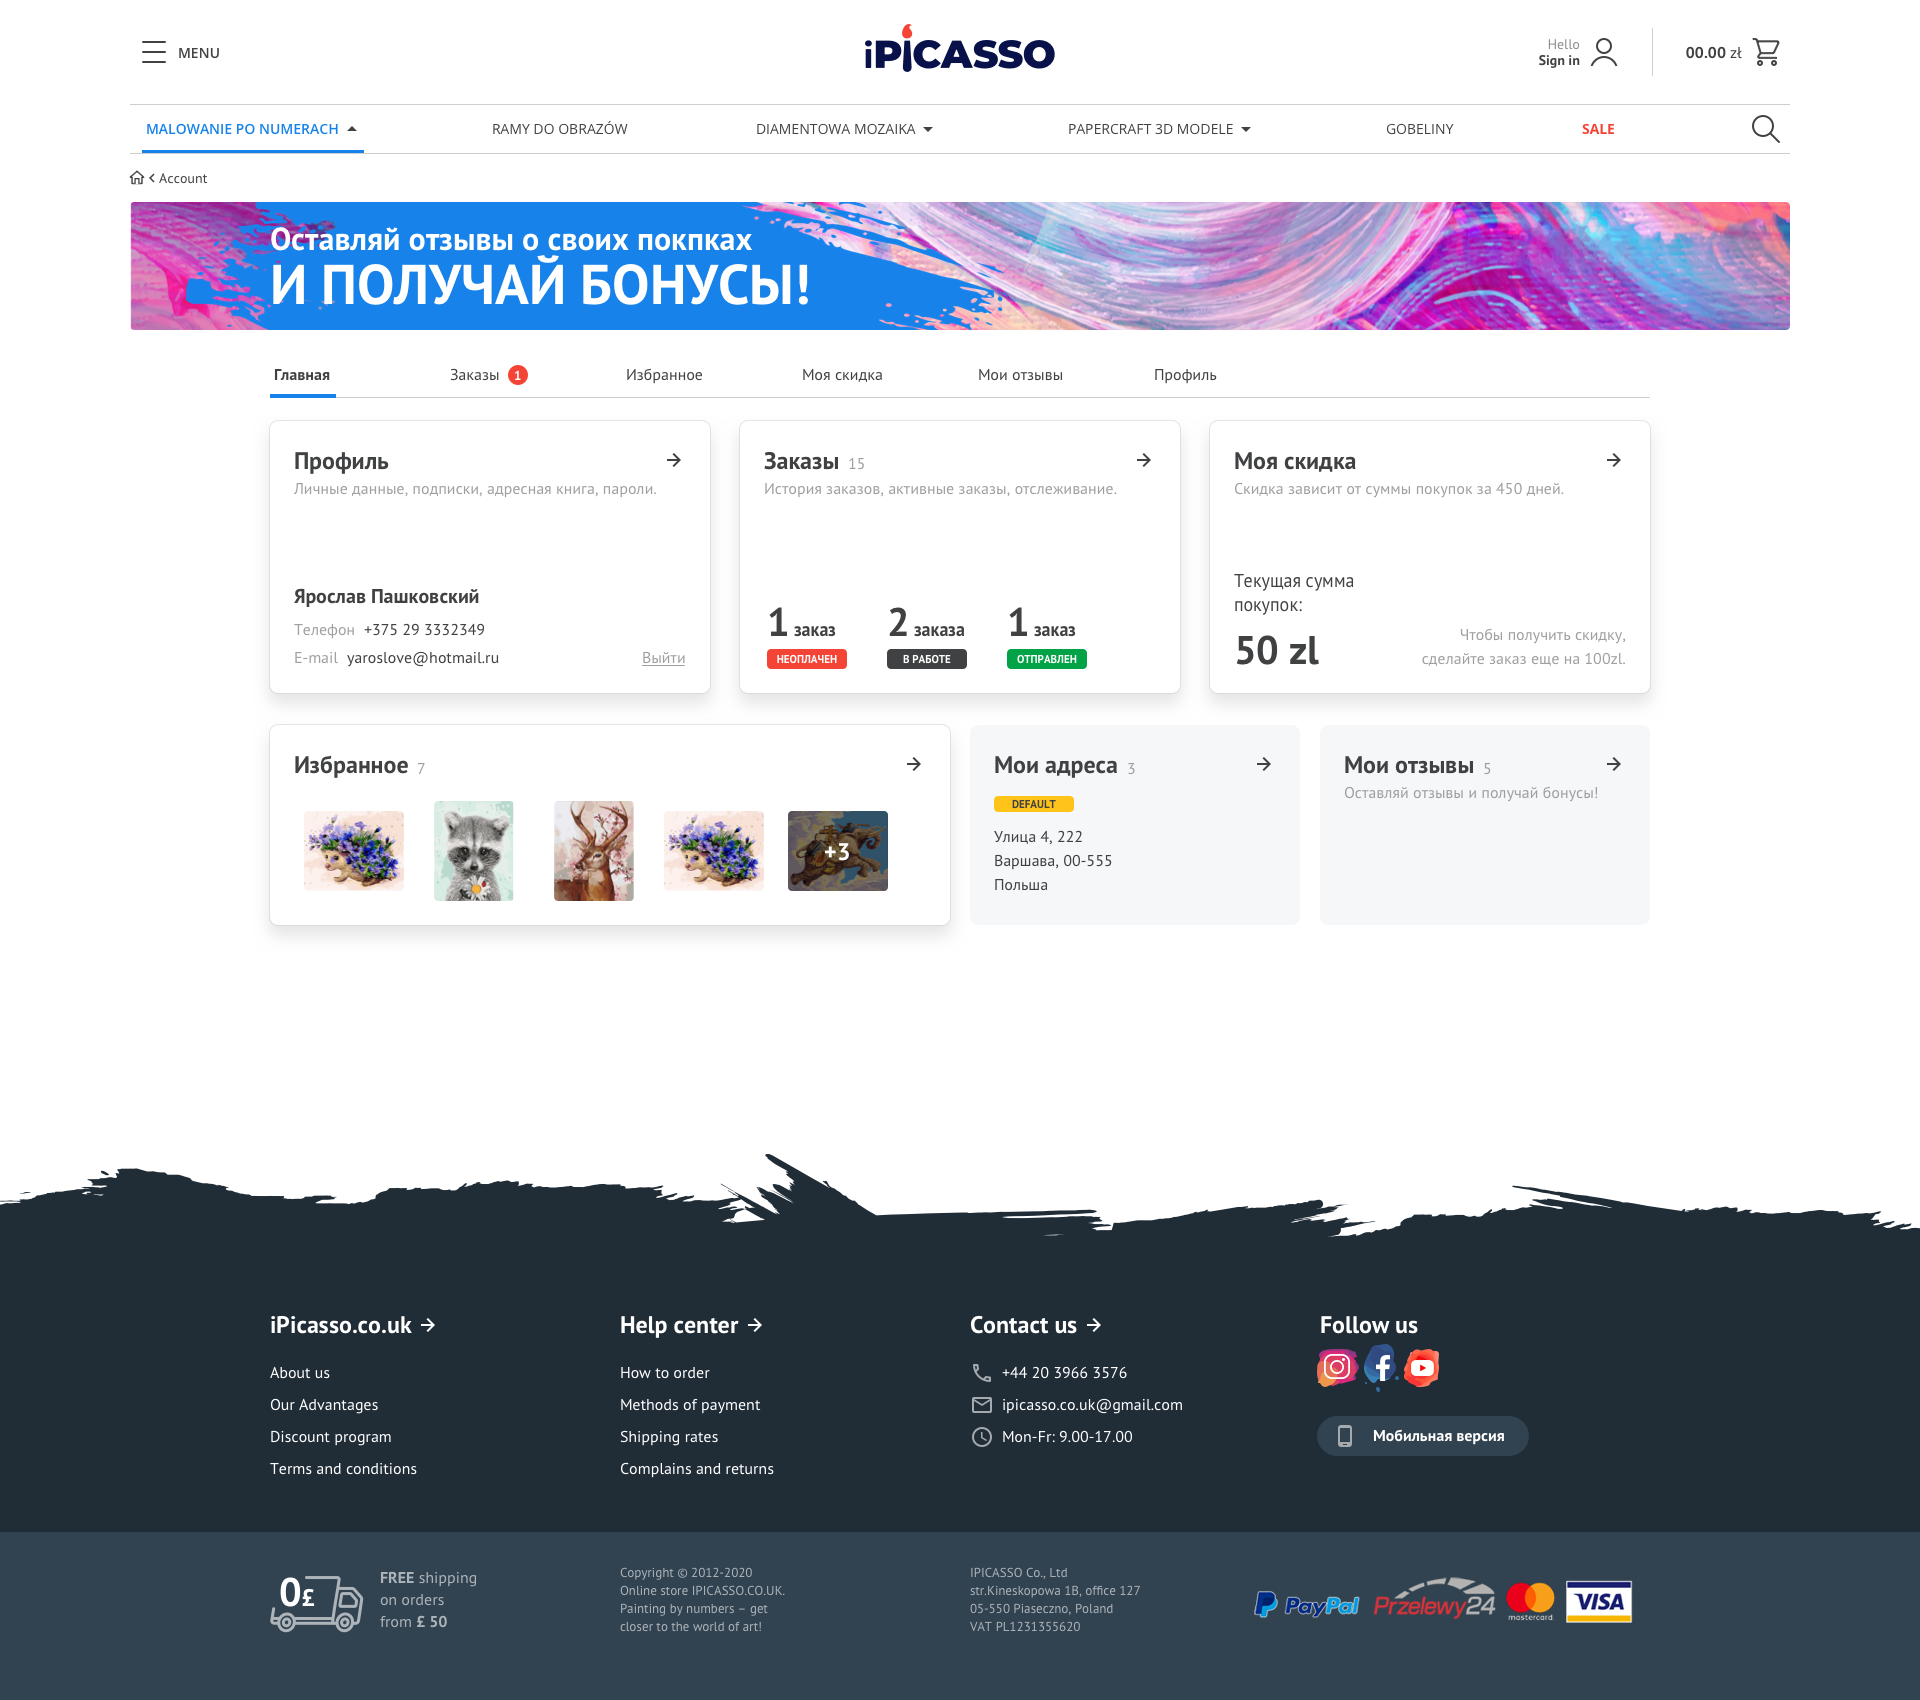 MENU
iPICASSO
Hello
Sign in
00.00 zł
MALOWANIE PO NUMERACH
RAMY DO OBRAZÓW
DIAMENTOWA MOZAIKA
PAPERCRAFT 3D MODELE
GOBELINY
SALE
Account
Оставляй отзывы о своих покпках
И ПОЛУЧАЙ БОНУСЫ!
Главная
Заказы 1
Избранное
Моя скидка
Мои отзывы
Профиль
Профиль
Личные данные, подписки, адресная книга, пароли.
Ярослав Пашковский
Телефон +375 29 3332349
E-mail yaroslove@hotmail.ru
Выйти
Заказы 15
История заказов, активные заказы, отслеживание.
1 заказ
НЕОПЛАЧЕН
2 заказа
В РАБОТЕ
1 заказ
ОТПРАВЛЕН
Моя скидка
Скидка зависит от суммы покупок за 450 дней.
Текущая сумма
покупок:
50 zl
Чтобы получить скидку,
сделайте заказ еще на 100zl.
Избранное 7
+3
Мои адреса 3
DEFAULT
Улица 4, 222
Варшава, 00-555
Польша
Мои отзывы 5
Оставляй отзывы и получай бонусы!
iPicasso.co.uk
About us
Our Advantages
Discount program
Terms and conditions
Help center
How to order
Methods of payment
Shipping rates
Complains and returns
Contact us
+44 20 3966 3576
ipicasso.co.uk@gmail.com
Mon-Fr: 9.00-17.00
Follow us
Мобильная версия
0£
FREE shipping
on orders
from £ 50
Copyright © 2012-2020
Online store IPICASSO.CO.UK.
Painting by numbers – get
closer to the world of art!
IPICASSO Co., Ltd
str.Kineskopowa 1B, office 127
05-550 Piaseczno, Poland
VAT PL1231355620
PayPal
Przelewy24
mastercard
VISA